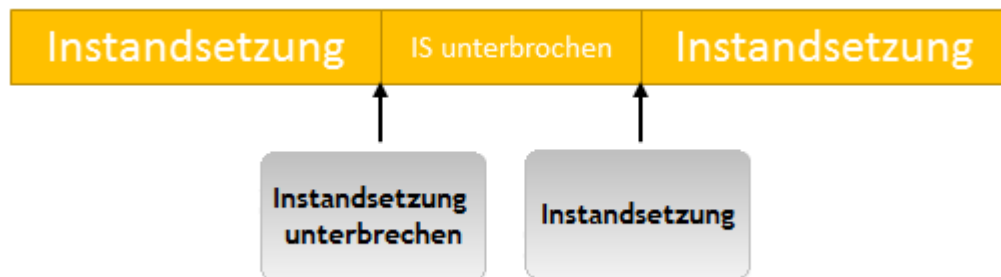 Instandsetzung IS unterbrochen Instandsetzung
Instandsetzung
unterbrechen
Instandsetzung